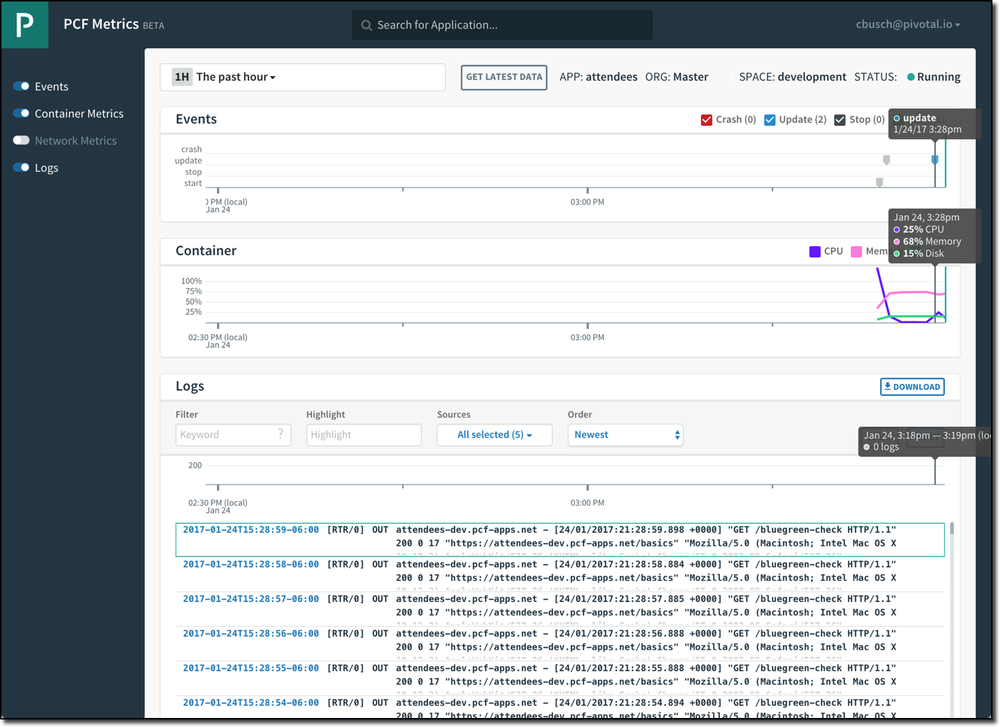 P
PCF Metrics BETA
Search for Application...
cbusch@pivotal.io
Events
Container Metrics
Network Metrics
Logs
1H The past hour
GET LATEST DATA
APP: attendees ORG: Master SPACE: development STATUS: Running
Events
Crash (0) Update (2) Stop (0)
update
1/24/17 3:28pm
crash
update
stop
start
PM (local)
Jan 24
03:00 PM
Container
CPU
Jan 24, 3:28pm
25% CPU
68% Memory
15% Disk
100%
75%
50%
25%
02:30 PM (local)
Jan 24
03:00 PM
Logs
DOWNLOAD
Filter
Highlight
Sources
Order
Keyword ?
Highlight
All selected (5)
Newest
Jan 24, 3:18pm — 3:19pm
0 logs
200
02:30 PM (local)
Jan 24
03:00 PM
2017-01-24T15:28:59-06:00 [RTR/0] OUT attendees-dev.pcf-apps.net - [24/01/2017:21:28:59.898 +0000] "GET /bluegreen-check HTTP/1.1"
200 0 17 "https://attendees-dev.pcf-apps.net/basics" "Mozilla/5.0 (Macintosh; Intel Mac OS X
2017-01-24T15:28:58-06:00 [RTR/0] OUT attendees-dev.pcf-apps.net - [24/01/2017:21:28:58.884 +0000] "GET /bluegreen-check HTTP/1.1"
200 0 17 "https://attendees-dev.pcf-apps.net/basics" "Mozilla/5.0 (Macintosh; Intel Mac OS X
2017-01-24T15:28:57-06:00 [RTR/0] OUT attendees-dev.pcf-apps.net - [24/01/2017:21:28:57.885 +0000] "GET /bluegreen-check HTTP/1.1"
200 0 17 "https://attendees-dev.pcf-apps.net/basics" "Mozilla/5.0 (Macintosh; Intel Mac OS X
2017-01-24T15:28:56-06:00 [RTR/0] OUT attendees-dev.pcf-apps.net - [24/01/2017:21:28:56.888 +0000] "GET /bluegreen-check HTTP/1.1"
200 0 17 "https://attendees-dev.pcf-apps.net/basics" "Mozilla/5.0 (Macintosh; Intel Mac OS X
2017-01-24T15:28:55-06:00 [RTR/0] OUT attendees-dev.pcf-apps.net - [24/01/2017:21:28:55.888 +0000] "GET /bluegreen-check HTTP/1.1"
200 0 17 "https://attendees-dev.pcf-apps.net/basics" "Mozilla/5.0 (Macintosh; Intel Mac OS X
2017-01-24T15:28:54-06:00 [RTR/0] OUT attendees-dev.pcf-apps.net - [24/01/2017:21:28:54.894 +0000] "GET /bluegreen-check HTTP/1.1"
200 0 17 "https://attendees-dev.pcf-apps.net/basics" "Mozilla/5.0 (Macintosh; Intel Mac OS X